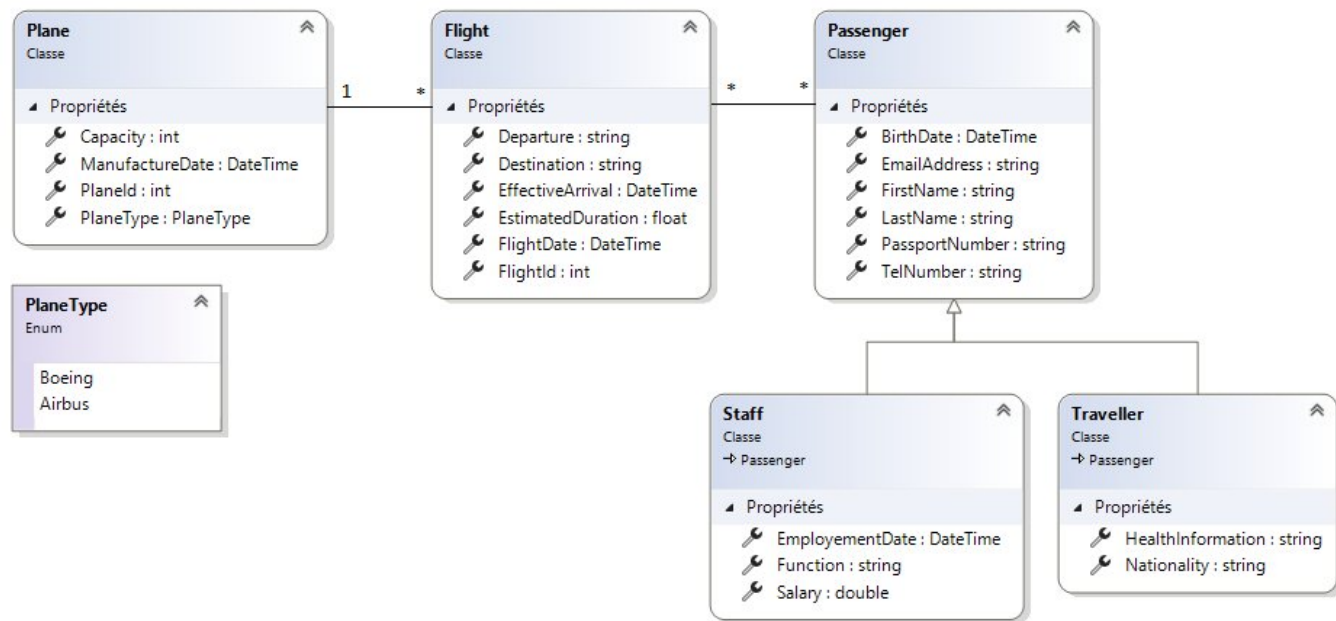 Plane
Classe
Propriétés
Capacity : int
ManufactureDate : DateTime
PlaneId : int
PlaneType : PlaneType
1
*
Flight
Classe
Propriétés
Departure : string
Destination : string
EffectiveArrival : DateTime
EstimatedDuration : float
FlightDate : DateTime
FlightId : int
*
*
Passenger
Classe
Propriétés
BirthDate : DateTime
EmailAddress : string
FirstName : string
LastName : string
PassportNumber : string
TelNumber : string
PlaneType
Enum
Boeing
Airbus
Staff
Classe
Passenger
Propriétés
EmployementDate : DateTime
Function : string
Salary : double
Traveller
Classe
Passenger
Propriétés
HealthInformation : string
Nationality : string